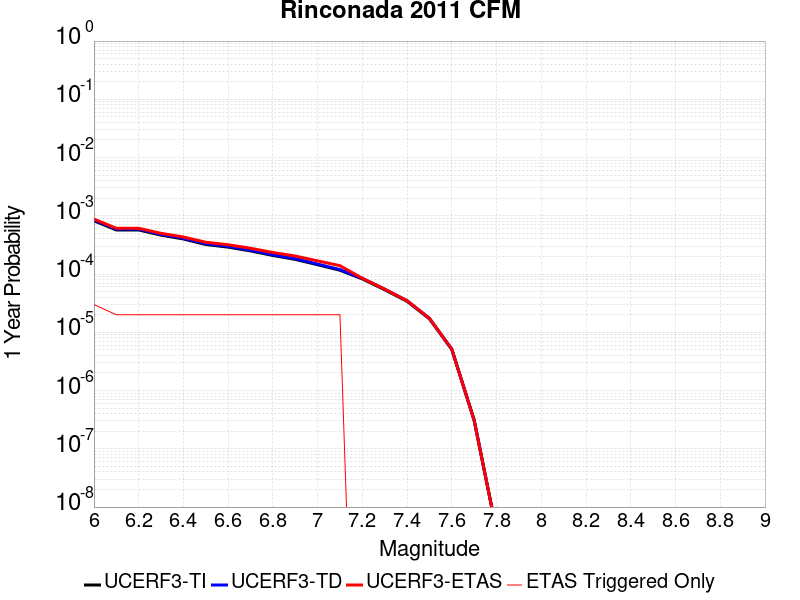 Rinconada 2011 CFM
10^0
10^-1
10^-2
10^-3
10^-4
10^-5
10^-6
10^-7
10^-8
1 Year Probability
6 6.2 6.4 6.6 6.8 7 7.2 7.4 7.6 7.8 8 8.2 8.4 8.6 8.8 9
Magnitude
UCERF3-TI UCERF3-TD UCERF3-ETAS ETAS Triggered Only